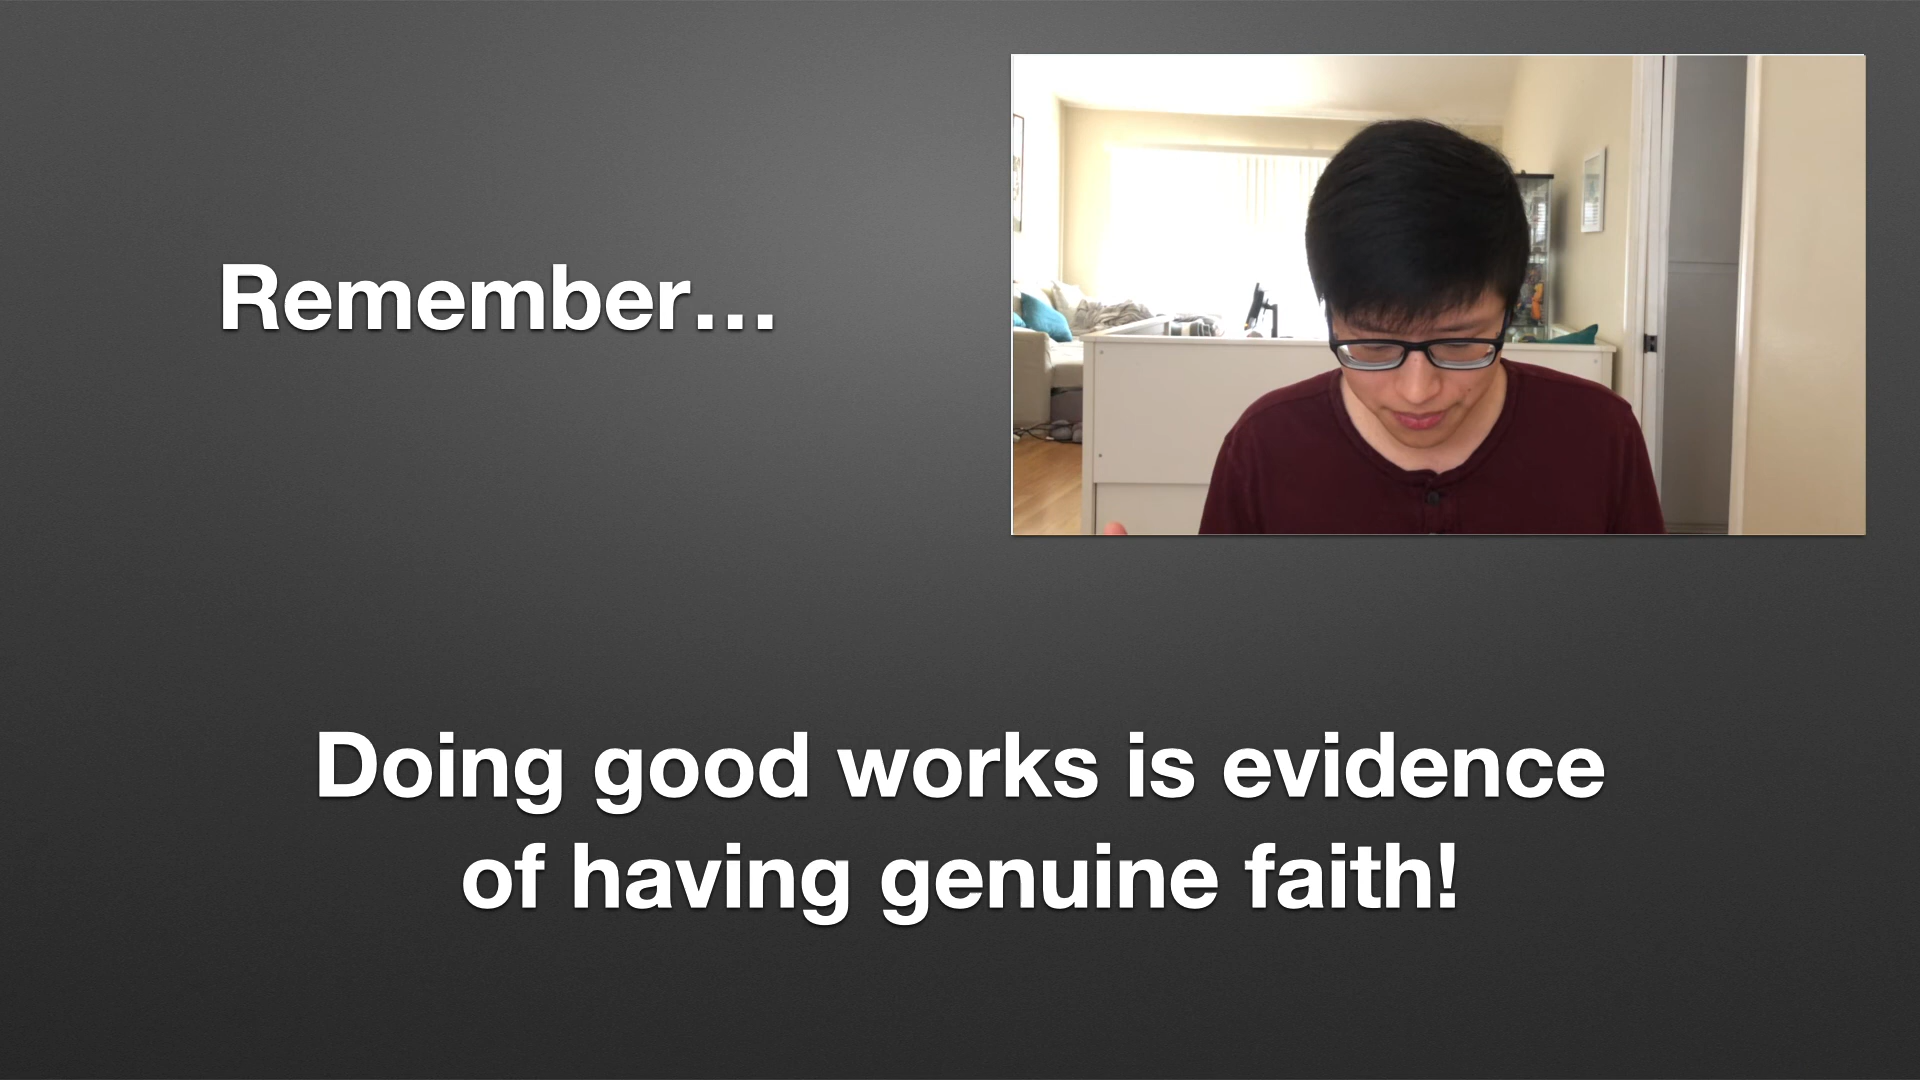 Remember…
Doing good works is evidence
of having genuine faith!